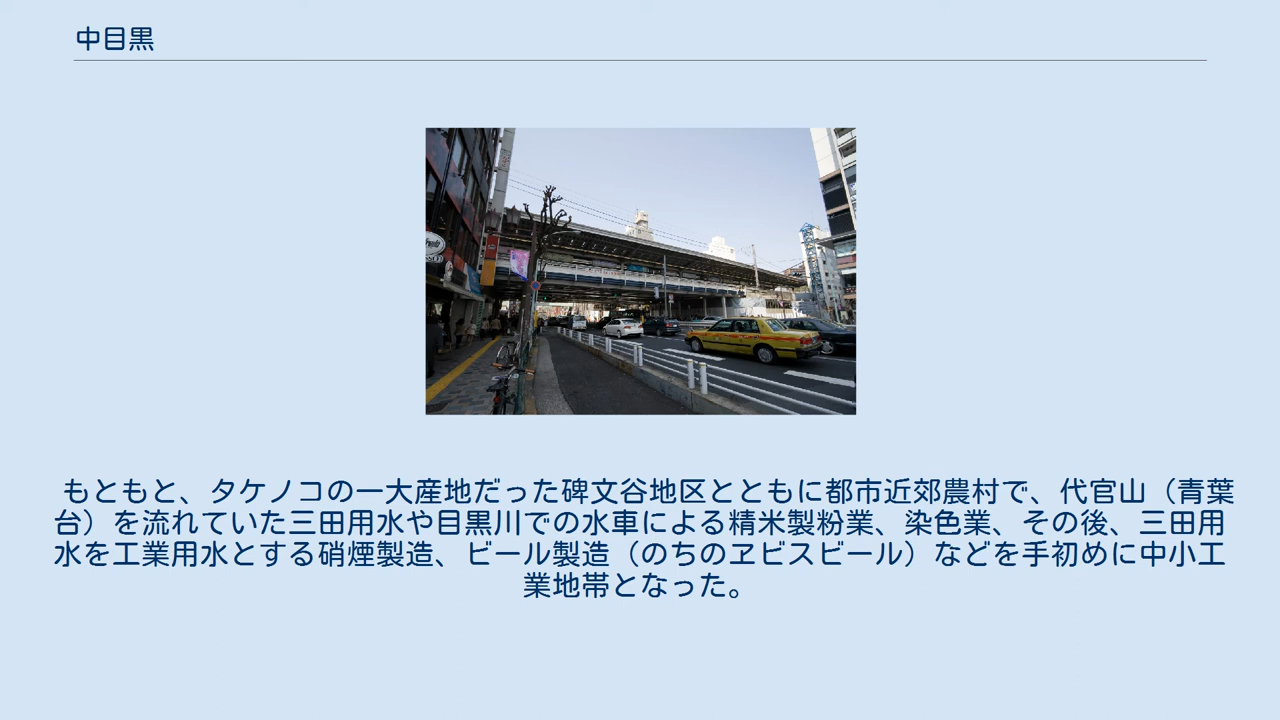 中目黒
もともと、タケノコの一大産地だった碑文谷地区とともに都市近郊農村で、代官山（青葉
台）を流れていた三田用水や目黒川での水車による精米製粉業、染色業、その後、三田用
水を工業用水とする硝煙製造、ビール製造（のちのヱビスビール）などを手初めに中小工
業地帯となった。